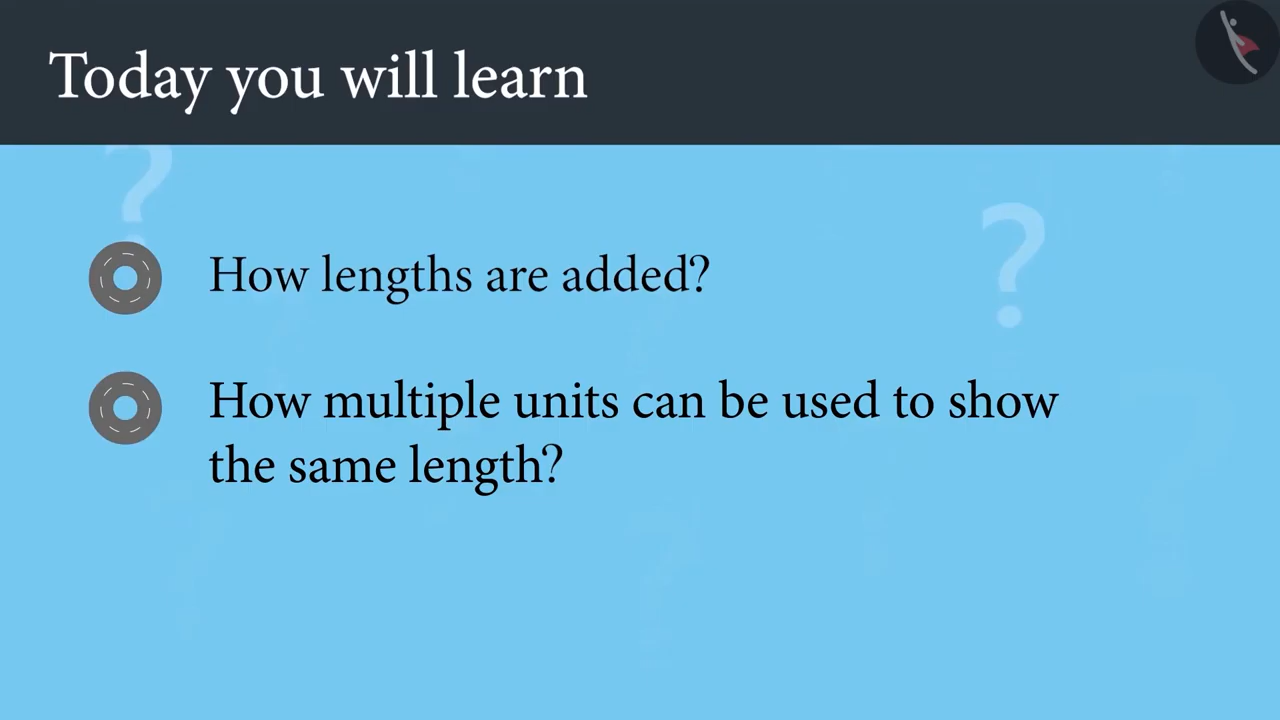 Today you will learn
How lengths are added?
How multiple units can be used to show
the same length?